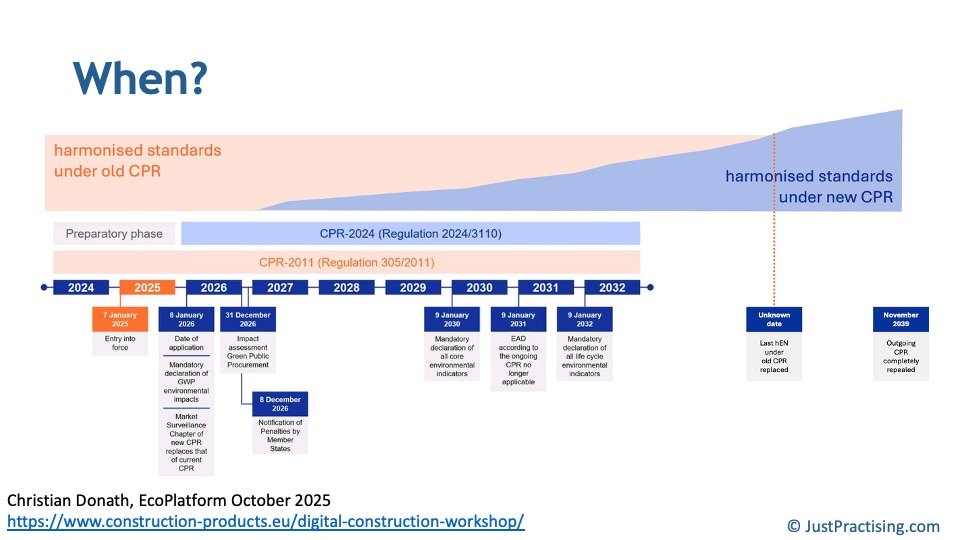 When?
harmonised standards
under old CPR
harmonised standards
under new CPR
Preparatory phase
CPR-2024 (Regulation 2024/3110)
CPR-2011 (Regulation 305/2011)
2024
2025
2026
2027
2028
2029
2030
2031
2032
7 January
2025
Entry into
force
8 January
2026
Date of
application
Mandatory
declaration of
GWP
environmental
impacts
Market
Surveillance
Chapter of
new CPR
replaces that
of current
CPR
31 December
2026
Impact
assessment
Green Public
Procurement
8 December
2026
Notification of
Penalties by
Member
States
9 January
2030
Mandatory
declaration of
all core
environmental
indicators
9 January
2031
EAD
according to
the ongoing
CPR no
longer
applicable
9 January
2032
Mandatory
declaration of
all life cycle
environmental
indicators
Unknown
date
Last hEN
under
old CPR
replaced
November
2039
Outgoing
CPR
completely
repealed
Christian Donath, EcoPlatform October 2025
https://www.construction-products.eu/digital-construction-workshop/
© JustPractising.com